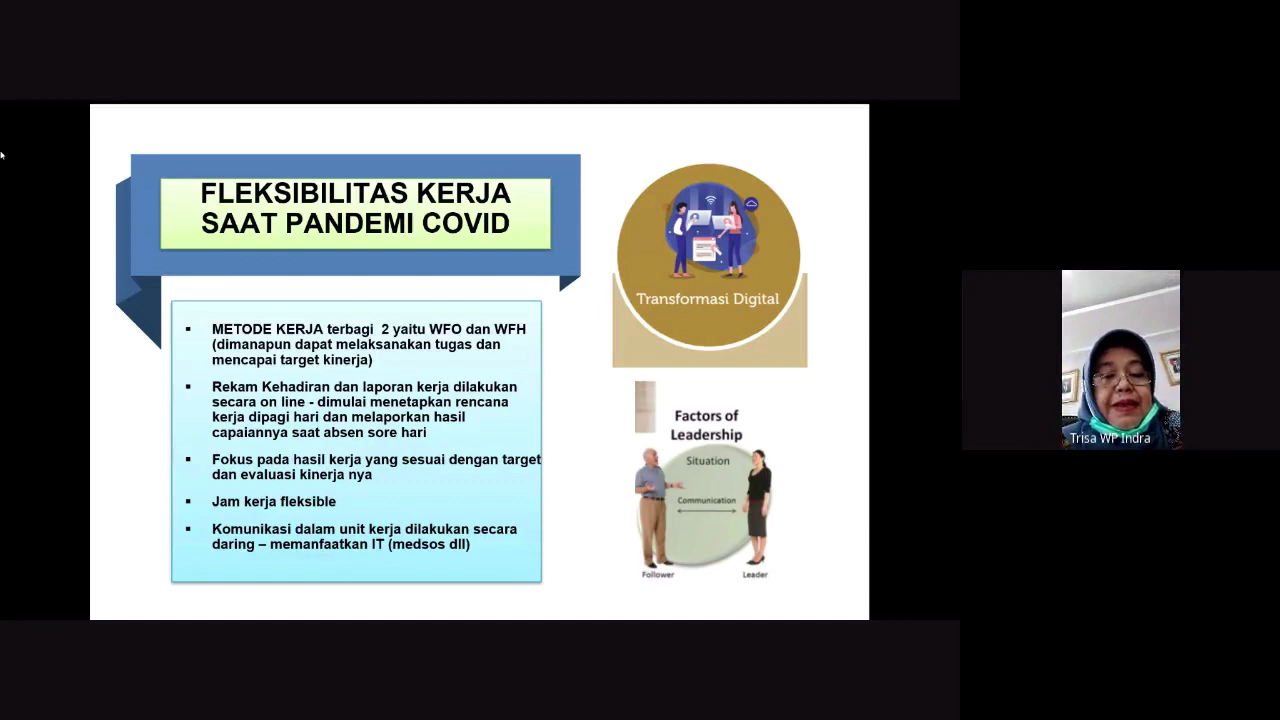 FLEKSIBILITAS KERJA
SAAT PANDEMI COVID
▪ METODE KERJA terbagi  2 yaitu WFO dan WFH
(dimanapun dapat melaksanakan tugas dan
mencapai target kinerja)
▪ Rekam Kehadiran dan laporan kerja dilakukan
secara on line - dimulai menetapkan rencana
kerja dipagi hari dan melaporkan hasil
capaiannya saat absen sore hari
▪ Fokus pada hasil kerja yang sesuai dengan target
dan evaluasi kinerja nya
▪ Jam kerja fleksible
▪ Komunikasi dalam unit kerja dilakukan secara
daring – memanfaatkan IT (medsos dll)
Transformasi Digital
Factors of
Leadership
Situation
Communication
Follower
Leader
Trisa WP Indra